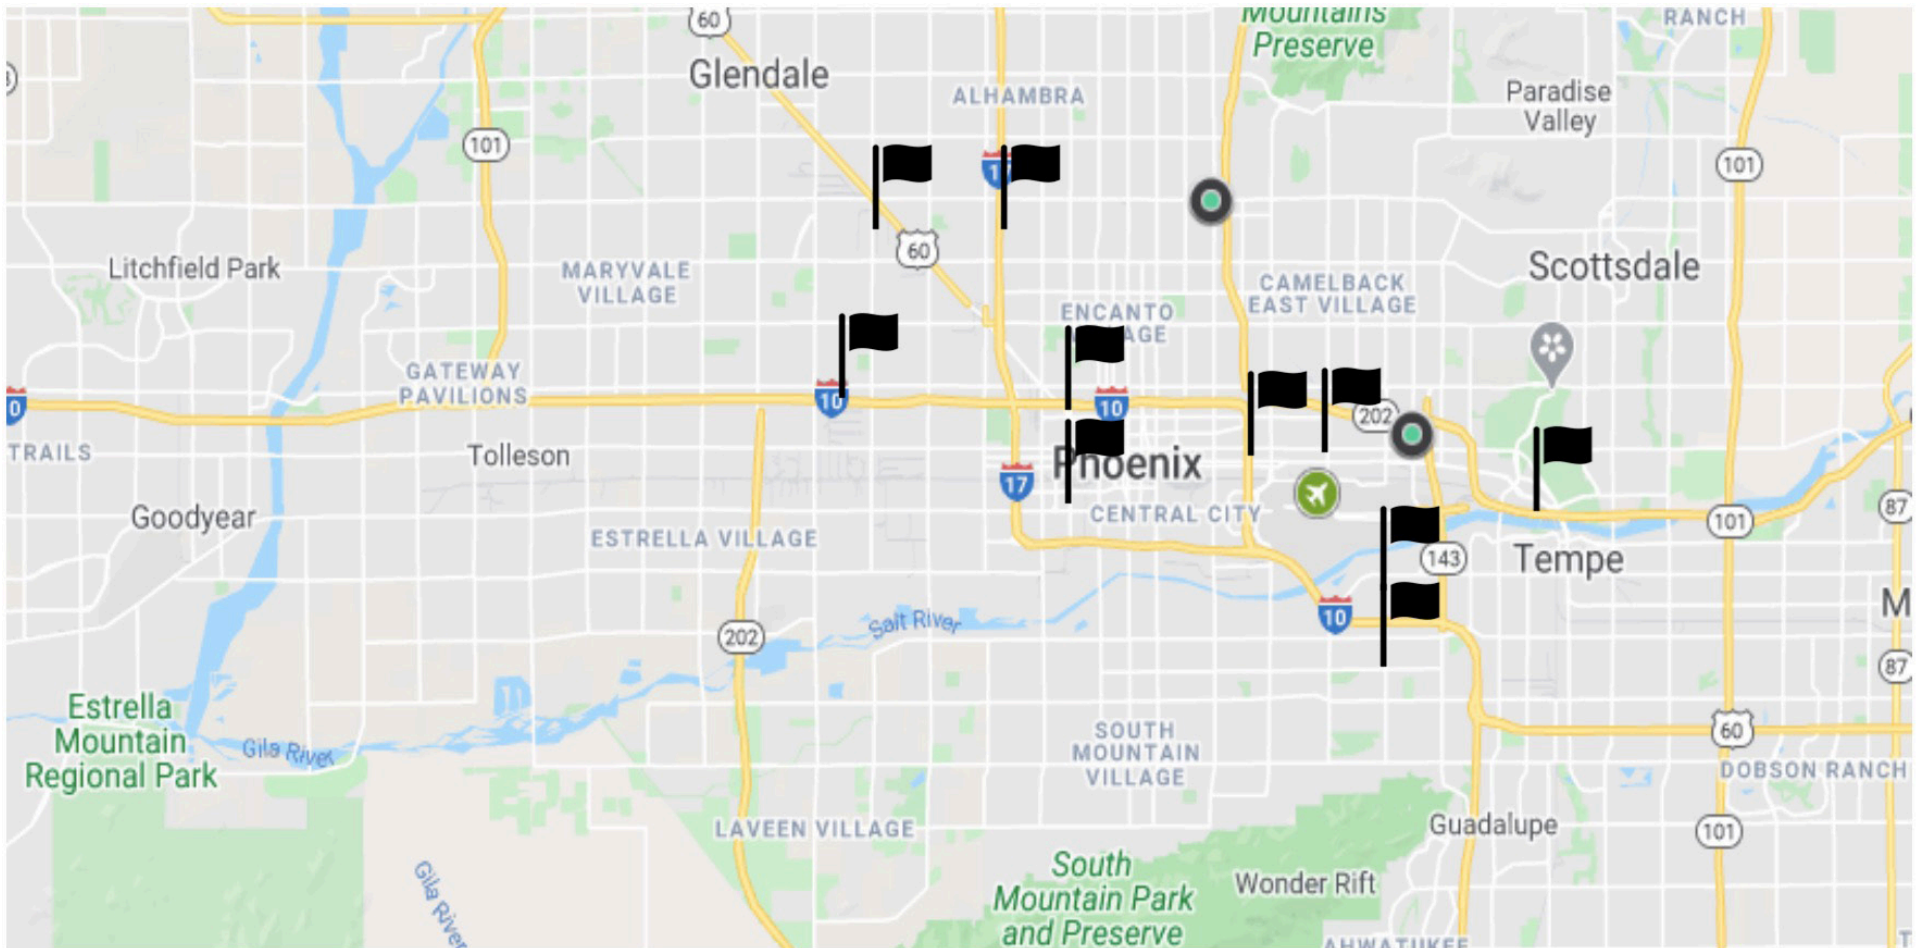 60
Mountains
Preserve
RANCH
Glendale
ALHAMBRA
Paradise
Valley
101
101
60
Litchfield Park
MARYVALE
VILLAGE
Scottsdale
CAMELBACK
EAST VILLAGE
ENCANTO
GATEWAY
PAVILIONS
0
10
10
202
TRAILS
Tolleson
Phoenix
17
Goodyear
CENTRAL CITY
101
87
ESTRELLA VILLAGE
143
Tempe
M
10
Salt River
202
87
Estrella
Mountain
Regional Park
Gila River
SOUTH
MOUNTAIN
VILLAGE
60
DOBSON RANCH
LAVEEN VILLAGE
Guadalupe
101
South
Mountain Park
and Preserve
Wonder Rift
Gila River
AHWATUKEE